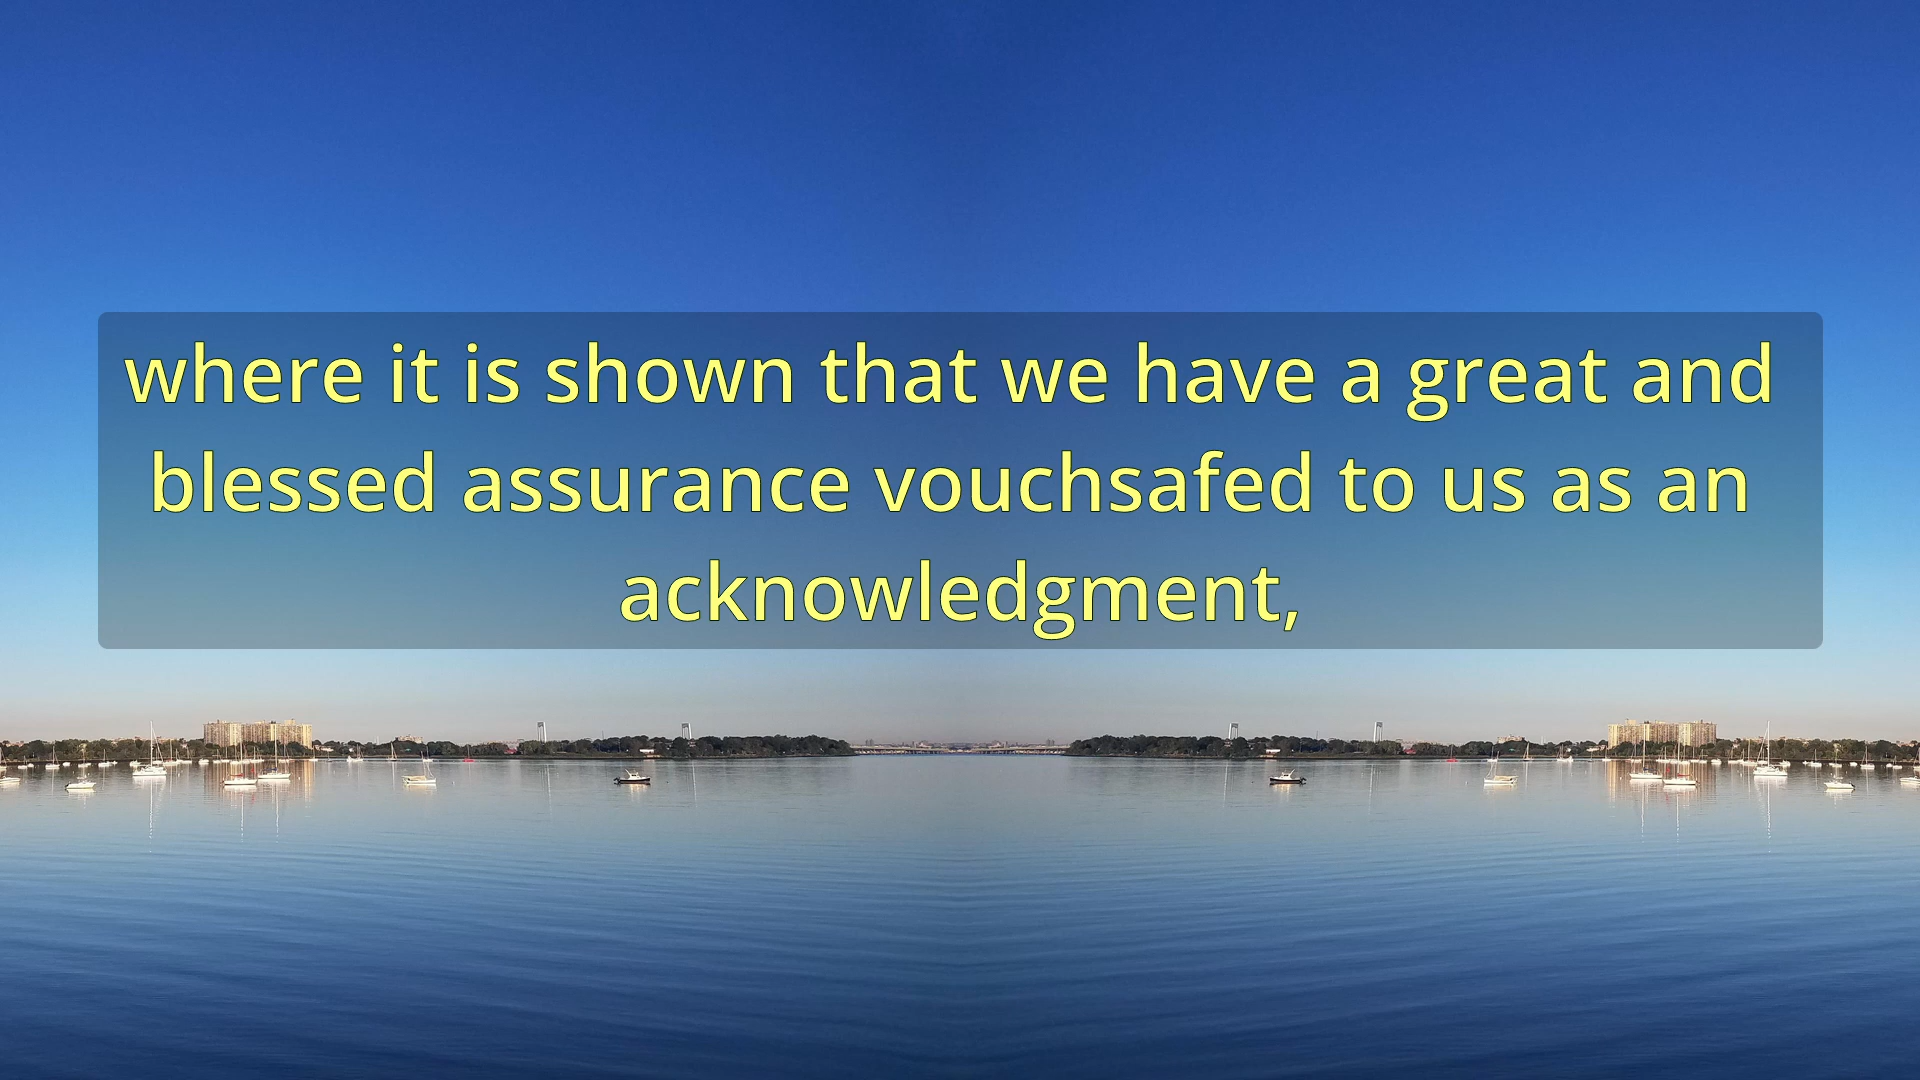 where it is shown that we have a great and
blessed assurance vouchsafed to us as an
acknowledgment,